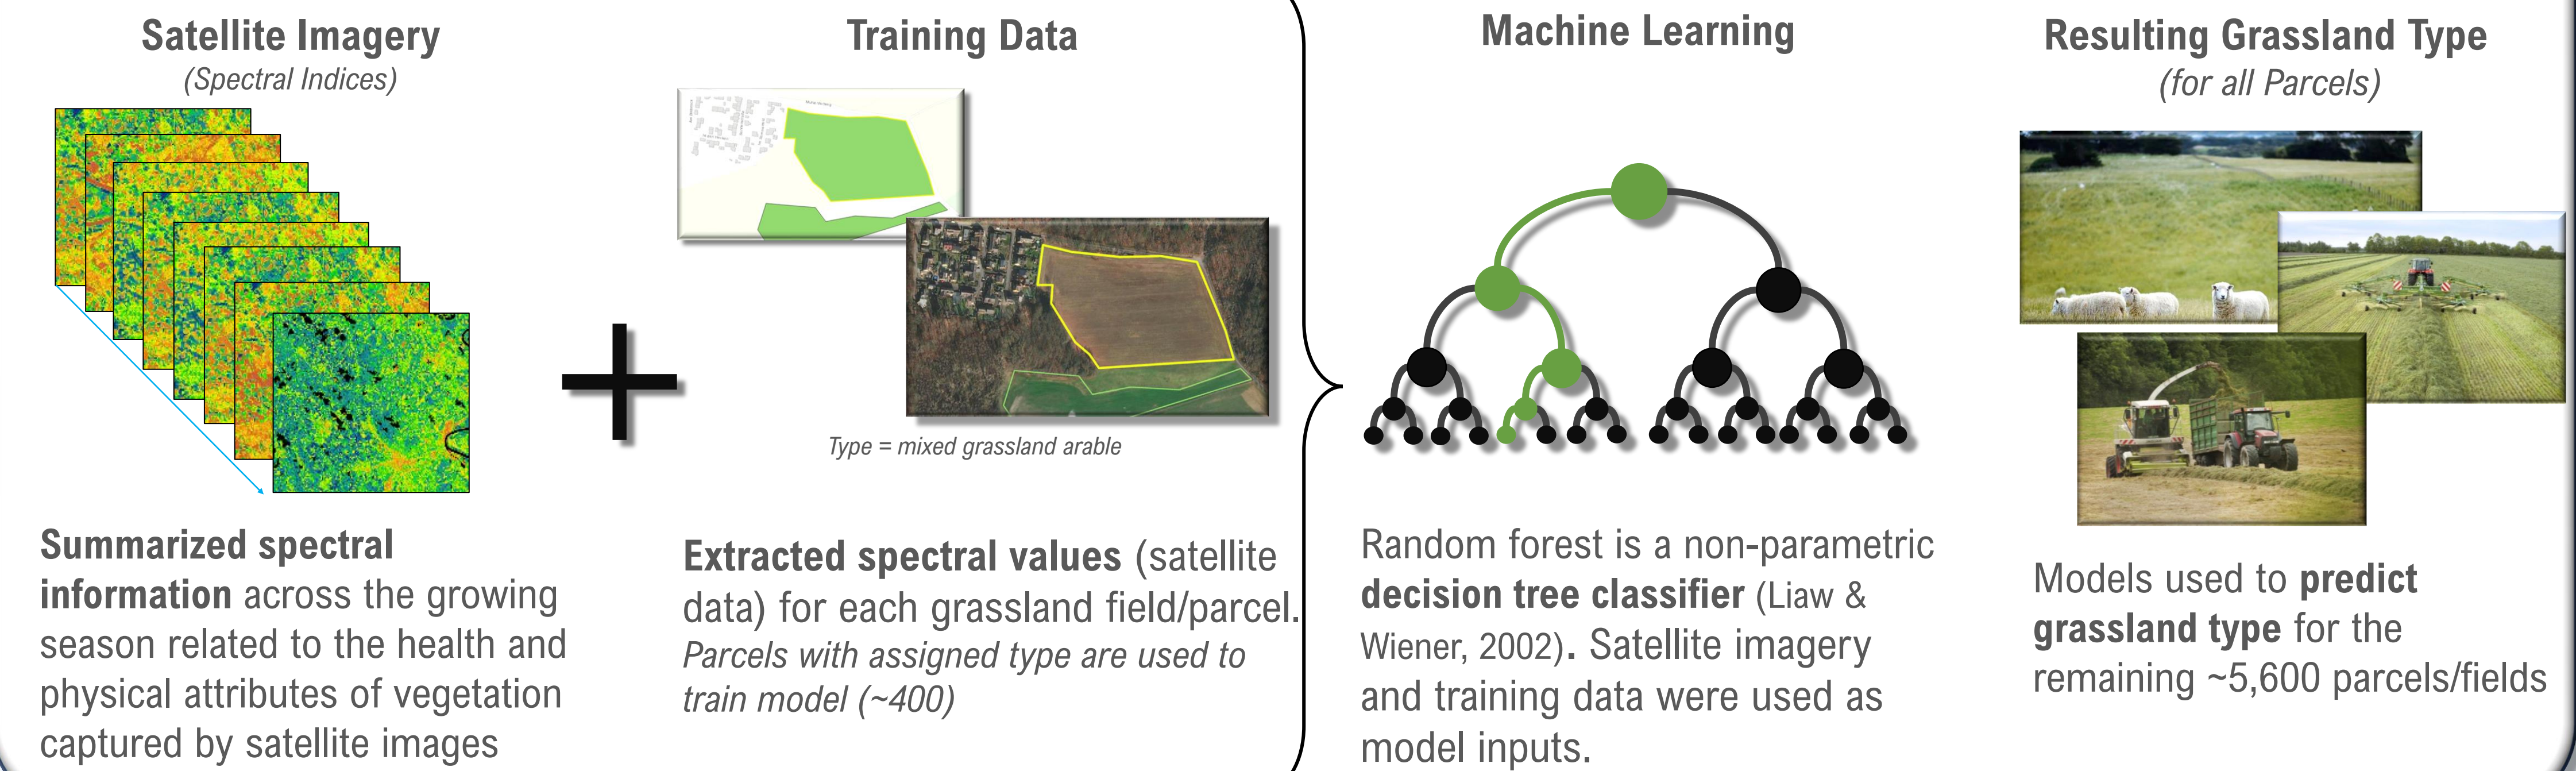 Satellite Imagery
(Spectral Indices)
Summarized spectral
information across the growing
season related to the health and
physical attributes of vegetation
captured by satellite images
Training Data
Type = mixed grassland arable
Extracted spectral values (satellite
data) for each grassland field/parcel.
Parcels with assigned type are used to
train model (~400)
Machine Learning
Random forest is a non-parametric
decision tree classifier (Liaw &
Wiener, 2002). Satellite imagery
and training data were used as
model inputs.
Resulting Grassland Type
(for all Parcels)
Models used to predict
grassland type for the
remaining ~5,600 parcels/fields